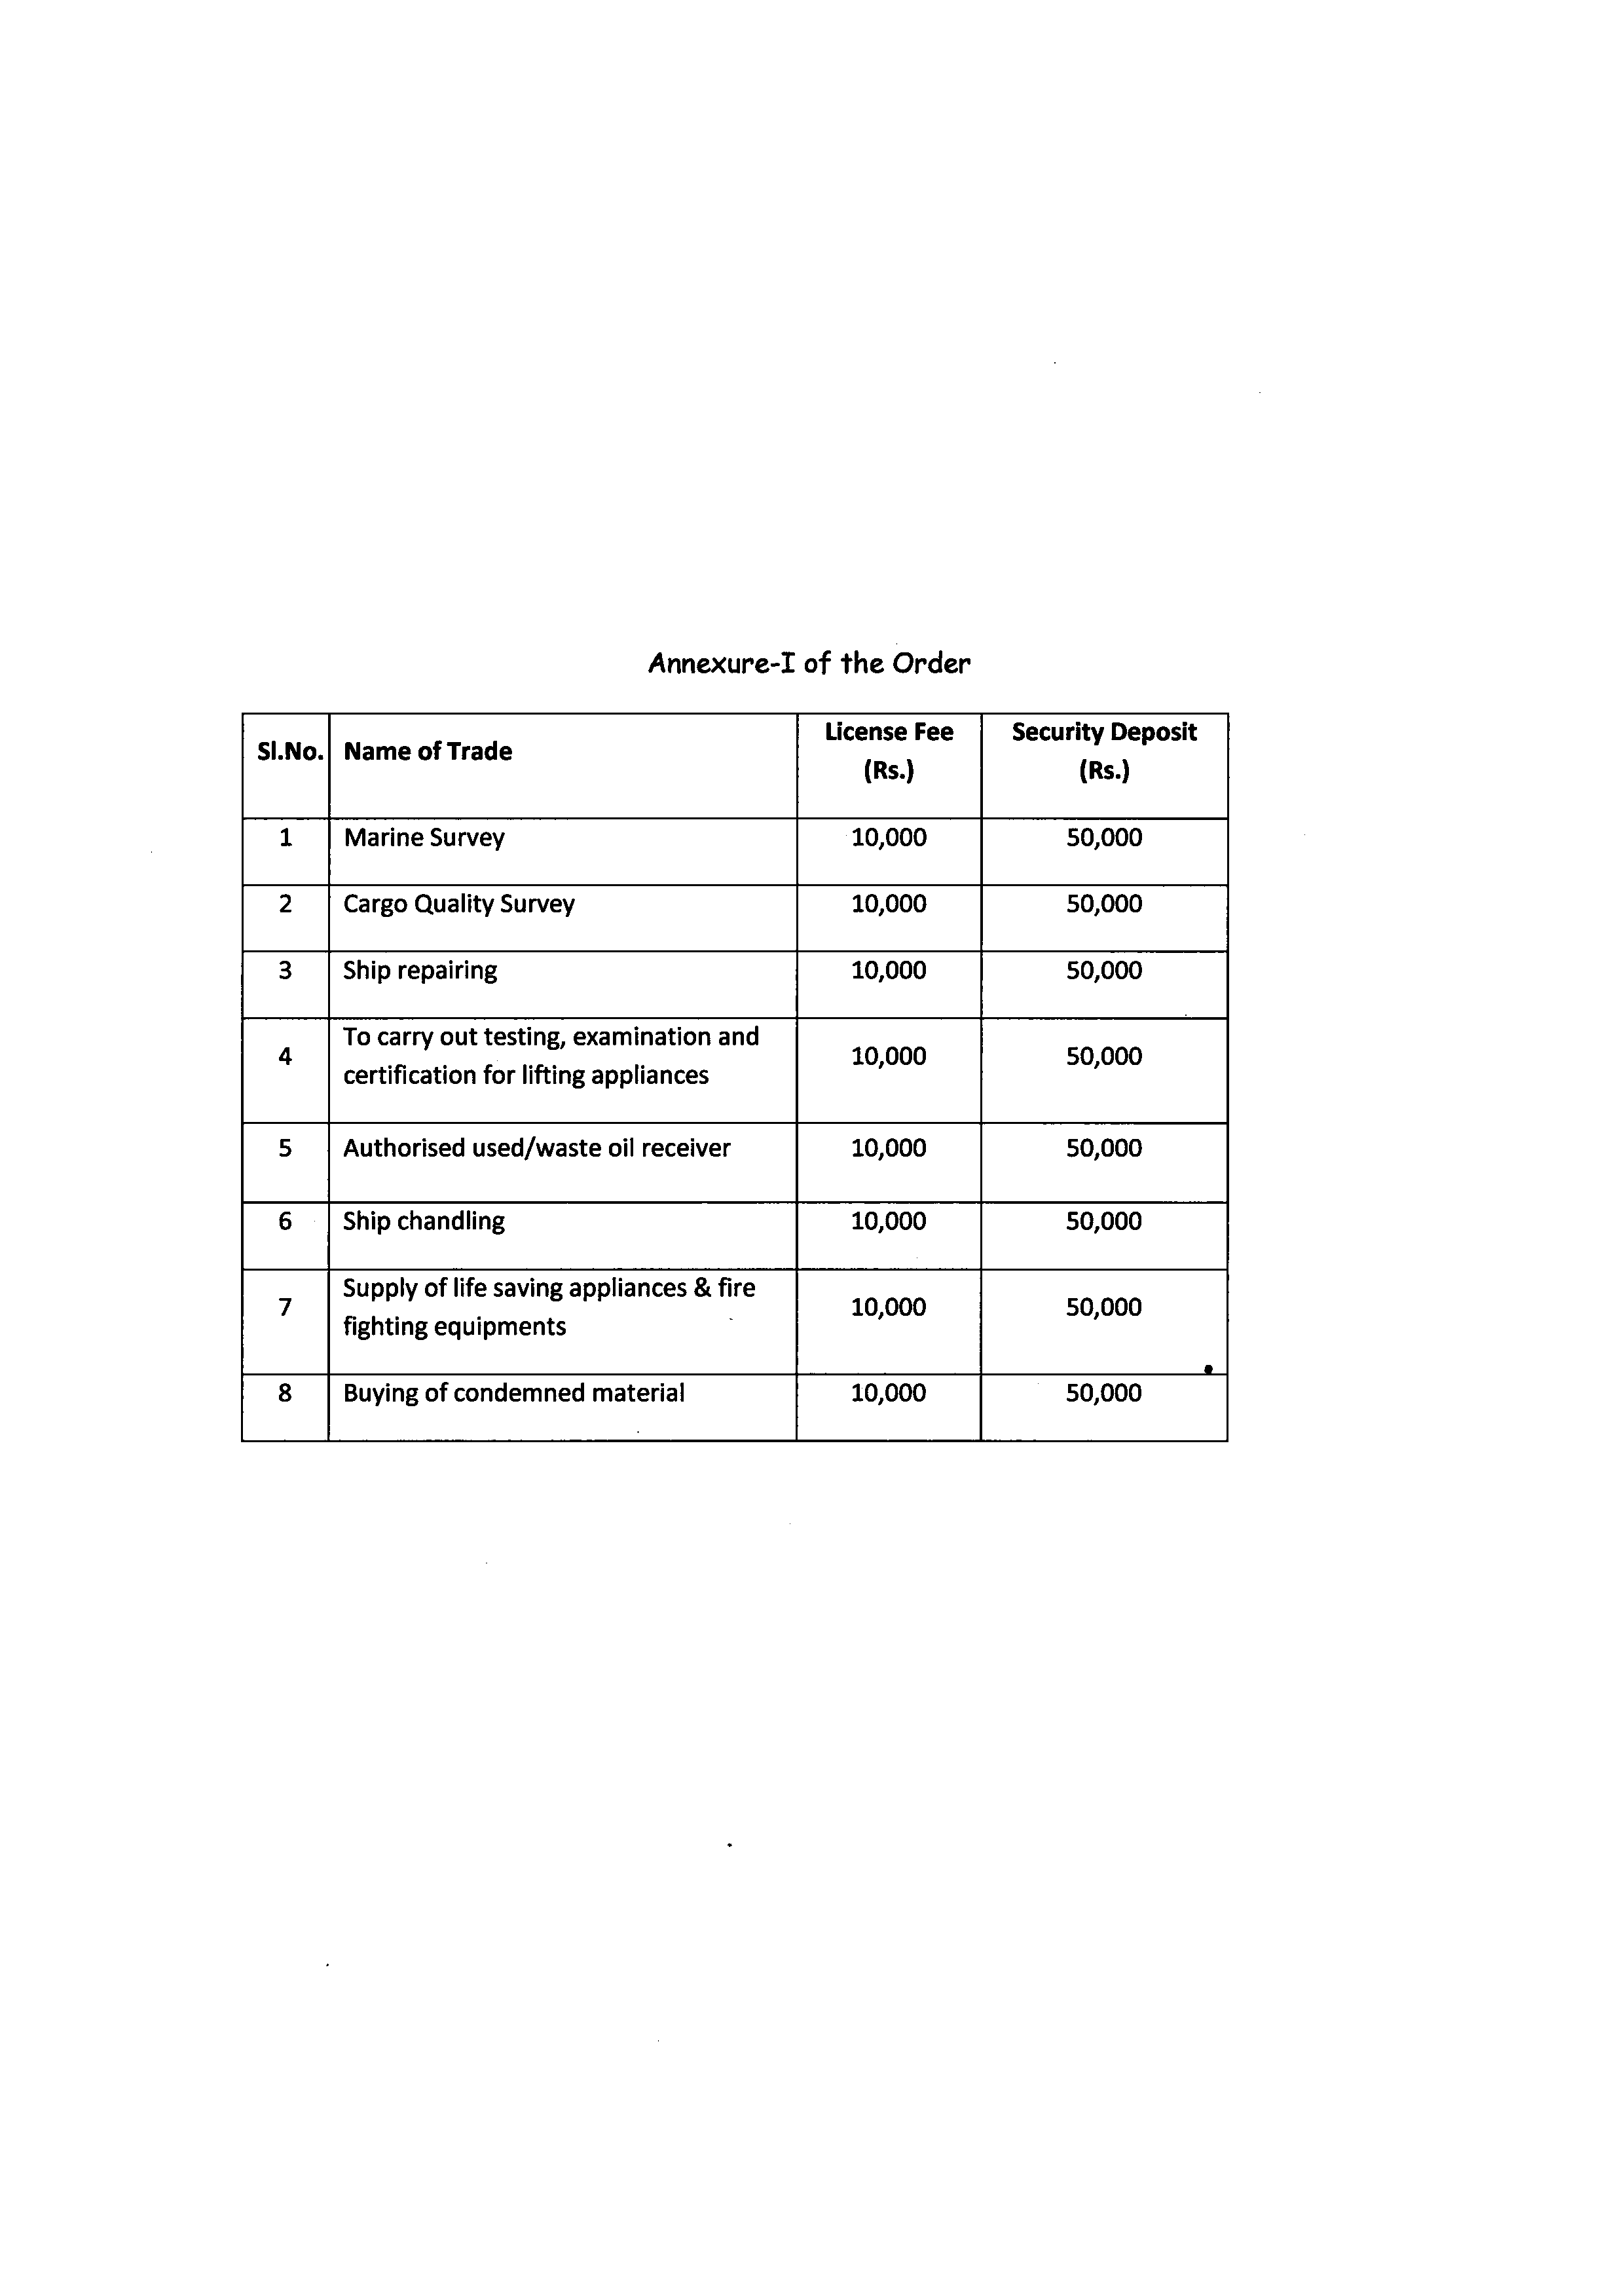 Annexure-I of the Order
Sl.No. Name of Trade License Fee (Rs.) Security Deposit (Rs.)
1 Marine Survey 10,000 50,000
2 Cargo Quality Survey 10,000 50,000
3 Ship repairing 10,000 50,000
4 To carry out testing, examination and
certification for lifting appliances 10,000 50,000
5 Authorised used/waste oil receiver 10,000 50,000
6 Ship chandling 10,000 50,000
7 Supply of life saving appliances & fire
fighting equipments 10,000 50,000
8 Buying of condemned material 10,000 50,000